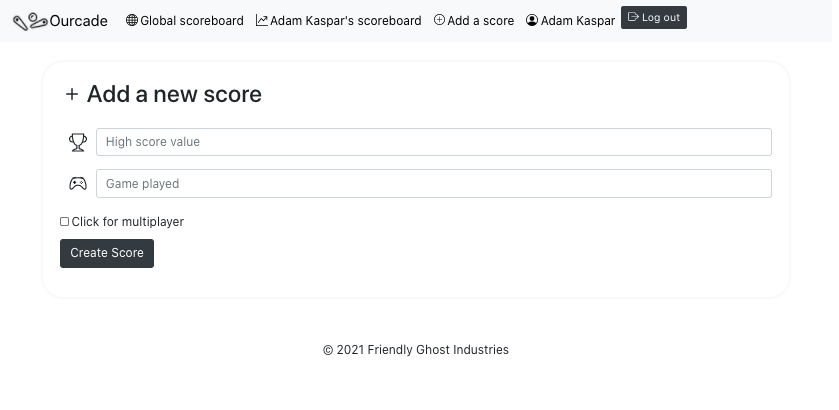 Ourcade Global scoreboard Adam Kaspar's scoreboard Add a score Adam Kaspar Log out
+ Add a new score
High score value
Game played
Click for multiplayer
Create Score
© 2021 Friendly Ghost Industries